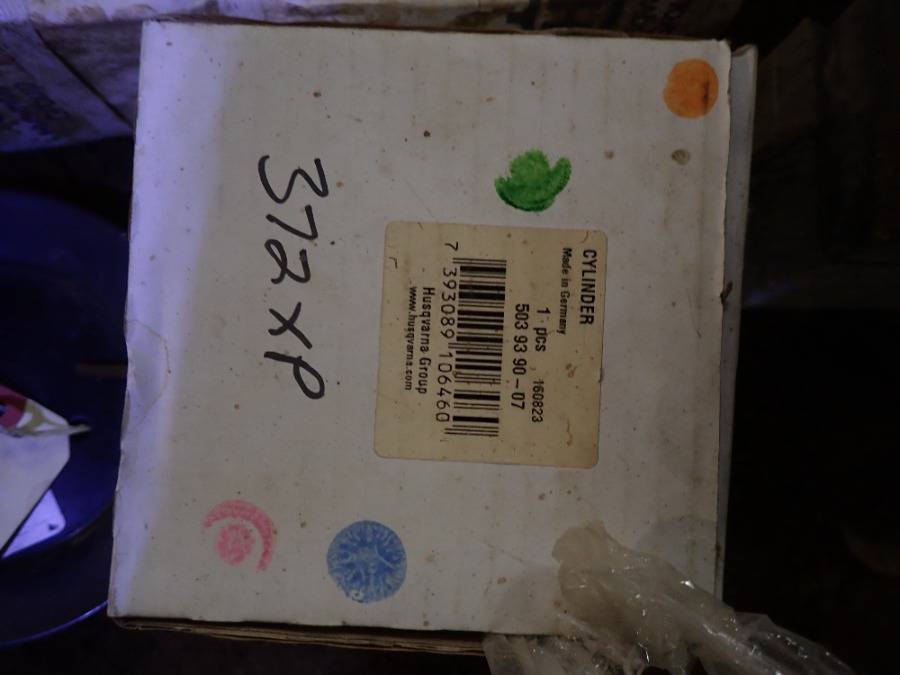 CYLINDER
Made in Germany
1 pcs 160823
503 93 90-07
7 393089 106460
Husqvarna Group
www.husqvarna.com
372XP